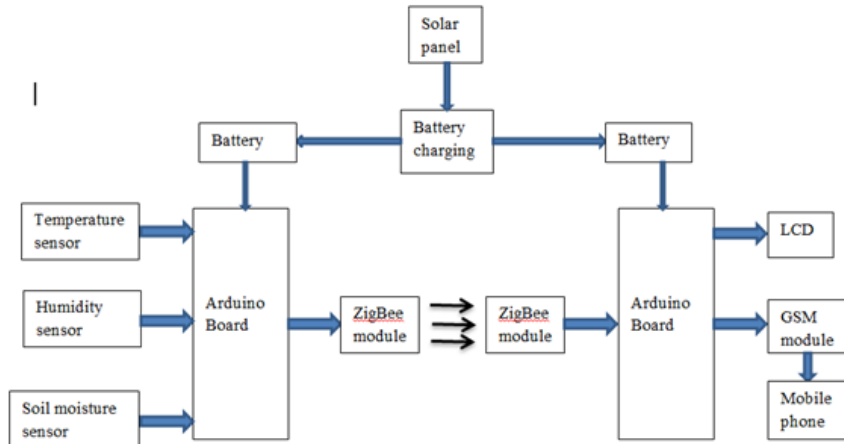 Solar
panel
Battery
Battery
charging
Battery
Temperature
sensor
LCD
Humidity
sensor
Arduino
Board
ZigBee
module
ZigBee
module
Arduino
Board
GSM
module
Soil moisture
sensor
Mobile
phone